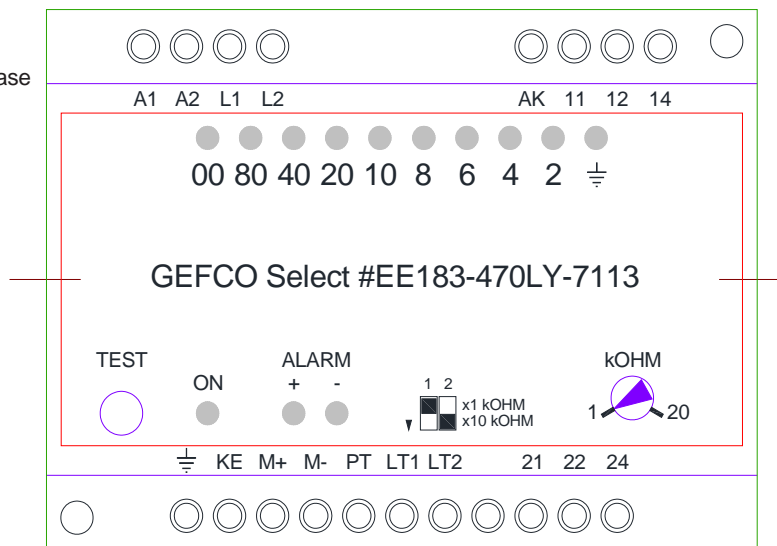 ase
A1 A2 L1 L2 AK 11 12 14
00 80 40 20 10 8 6 4 2
GEFCO Select #EE183-470LY-7113
TEST ALARM kOHM
ON + - 1 2
x1 kOHM
x10 kOHM
1 20
KE M+ M- PT LT1 LT2 21 22 24